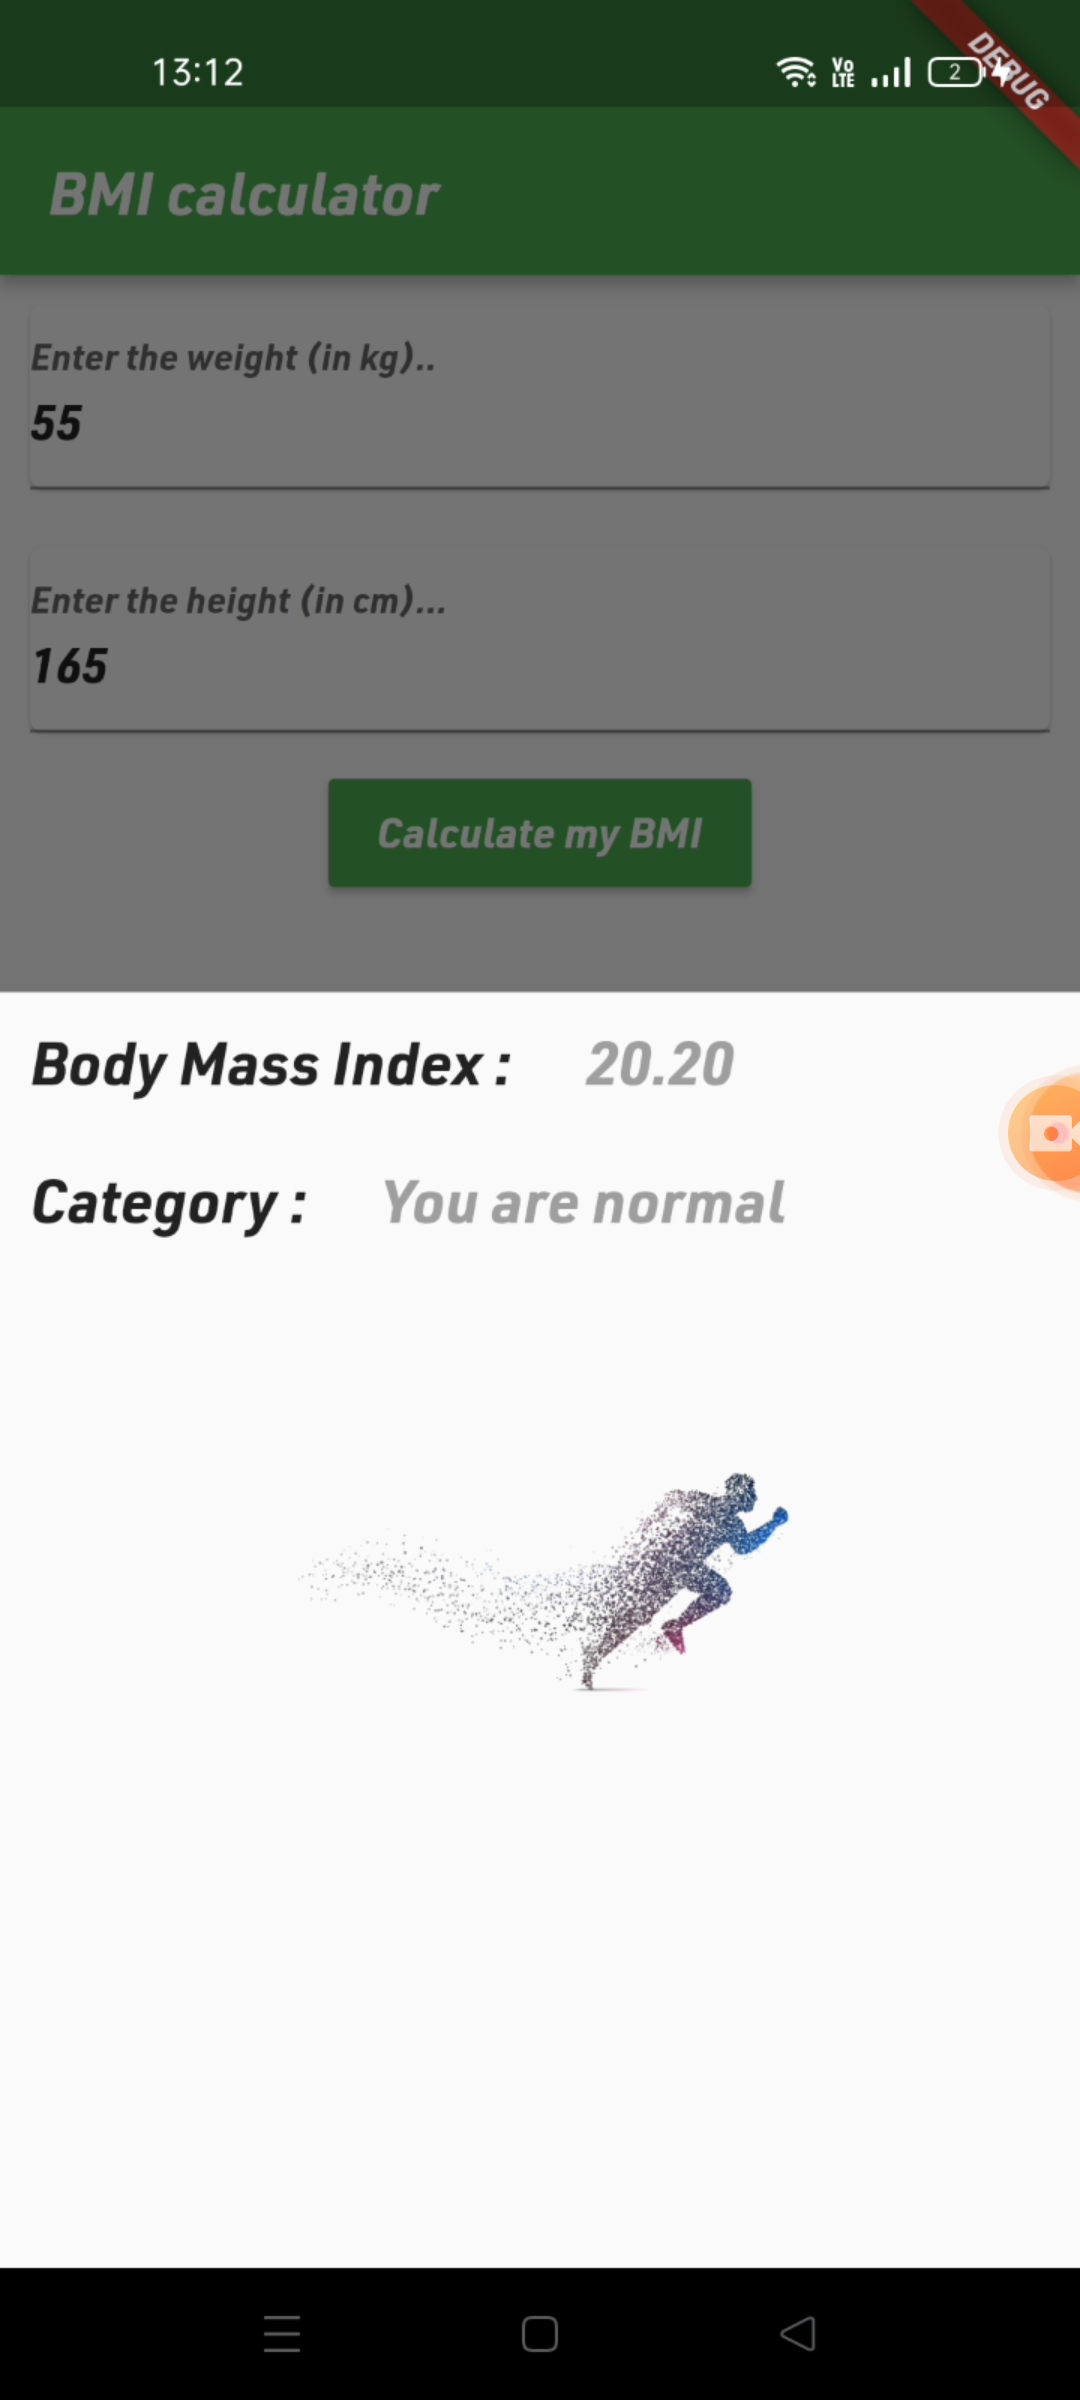 13:12
Vo
LTE
2
DEBUG
BMI calculator
Enter the weight (in kg)..
55
Enter the height (in cm)...
165
Calculate my BMI
Body Mass Index : 20.20
Category : You are normal